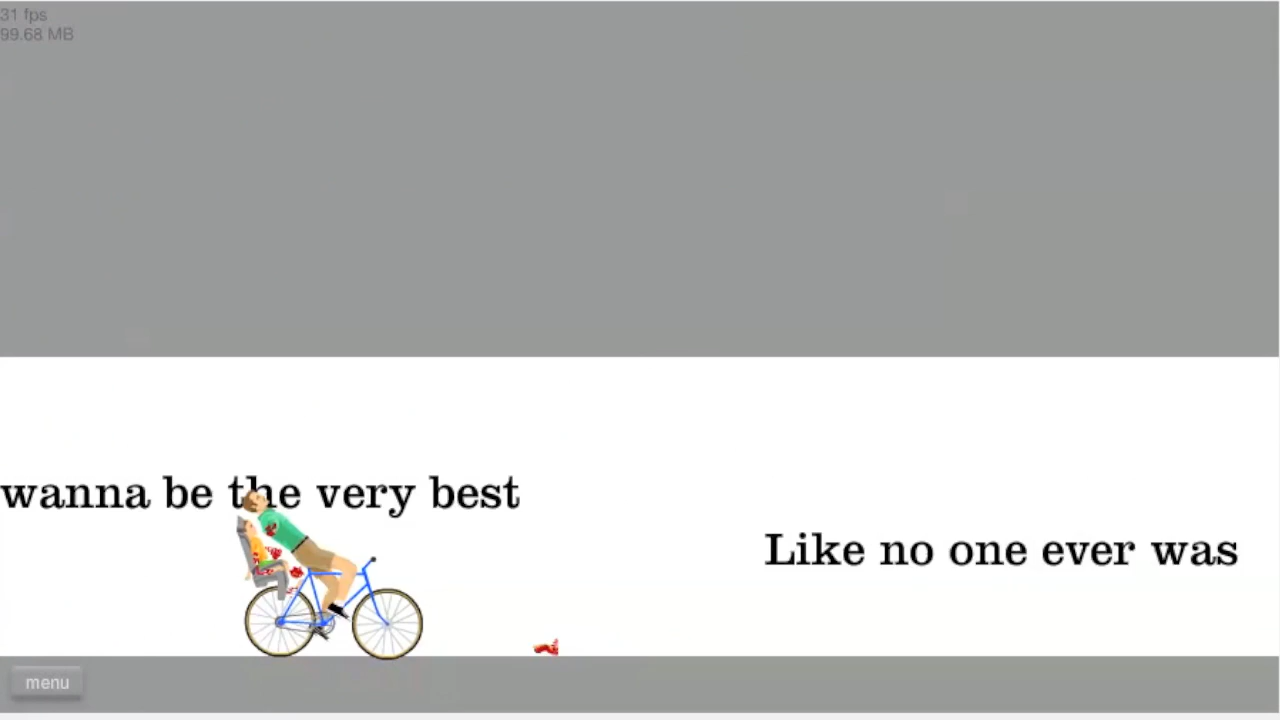 31 fps
99.68 MB
wanna be the very best
Like no one ever was
menu